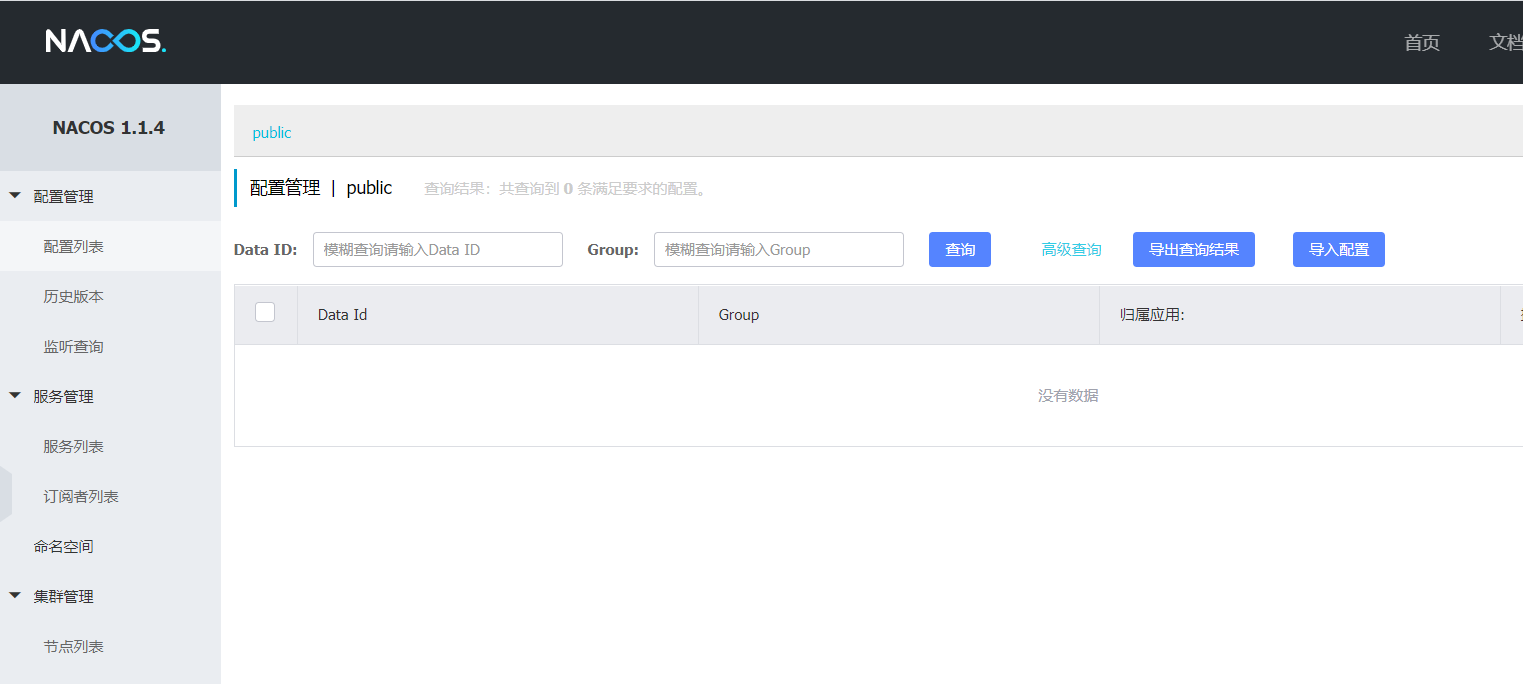 NACOS.
首页 文档
NACOS 1.1.4
配置管理
配置列表
历史版本
监听查询
服务管理
服务列表
订阅者列表
命名空间
集群管理
节点列表
public
配置管理 | public 查询结果：共查询到 0 条满足要求的配置。
Data ID: 模糊查询请输入Data ID Group: 模糊查询请输入Group 查询 高级查询 导出查询结果 导入配置
Data Id Group 归属应用:
没有数据